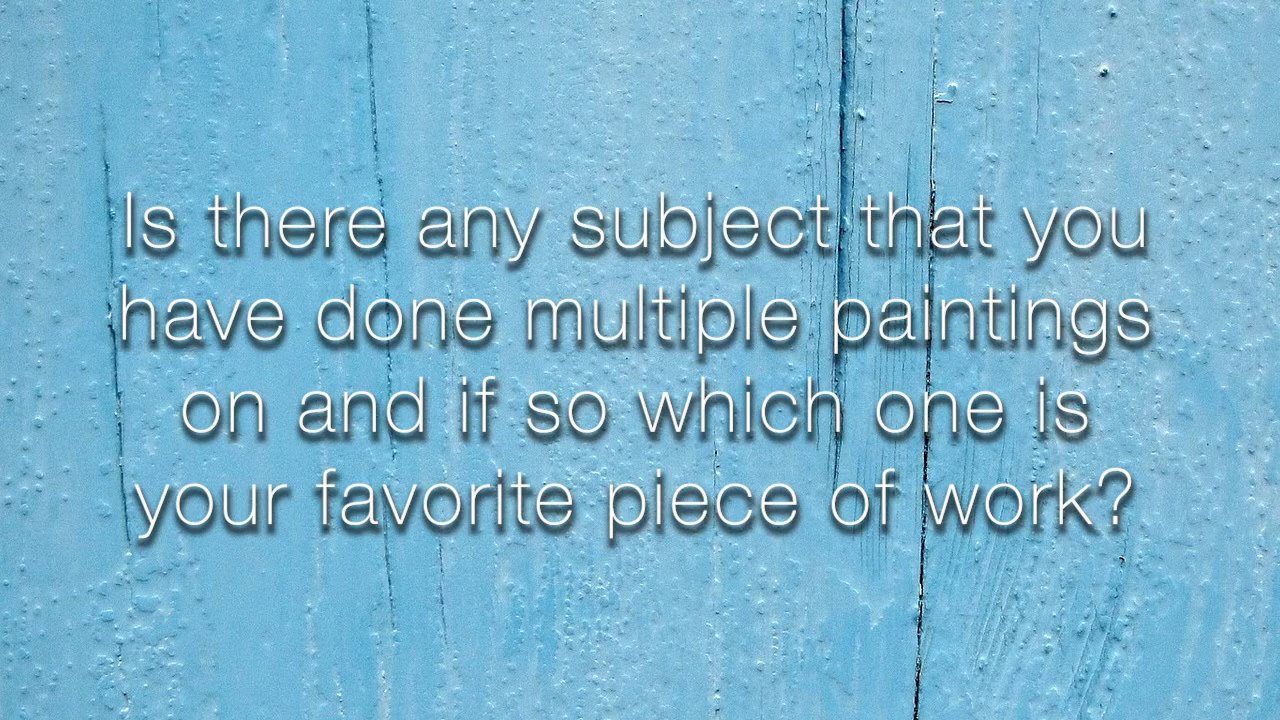 Is there any subject that you
have done multiple paintings
on and if so which one is
your favorite piece of work?